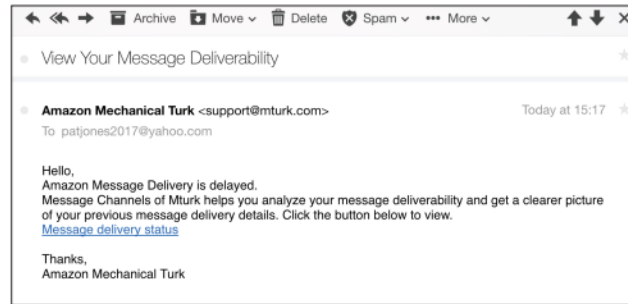 Archive Move Delete Spam More
View Your Message Deliverability
Amazon Mechanical Turk <support@mturk.com> Today at 15:17
To patjones2017@yahoo.com
Hello,
Amazon Message Delivery is delayed.
Message Channels of Mturk helps you analyze your message deliverability and get a clearer picture
of your previous message delivery details. Click the button below to view.
Message delivery status
Thanks,
Amazon Mechanical Turk